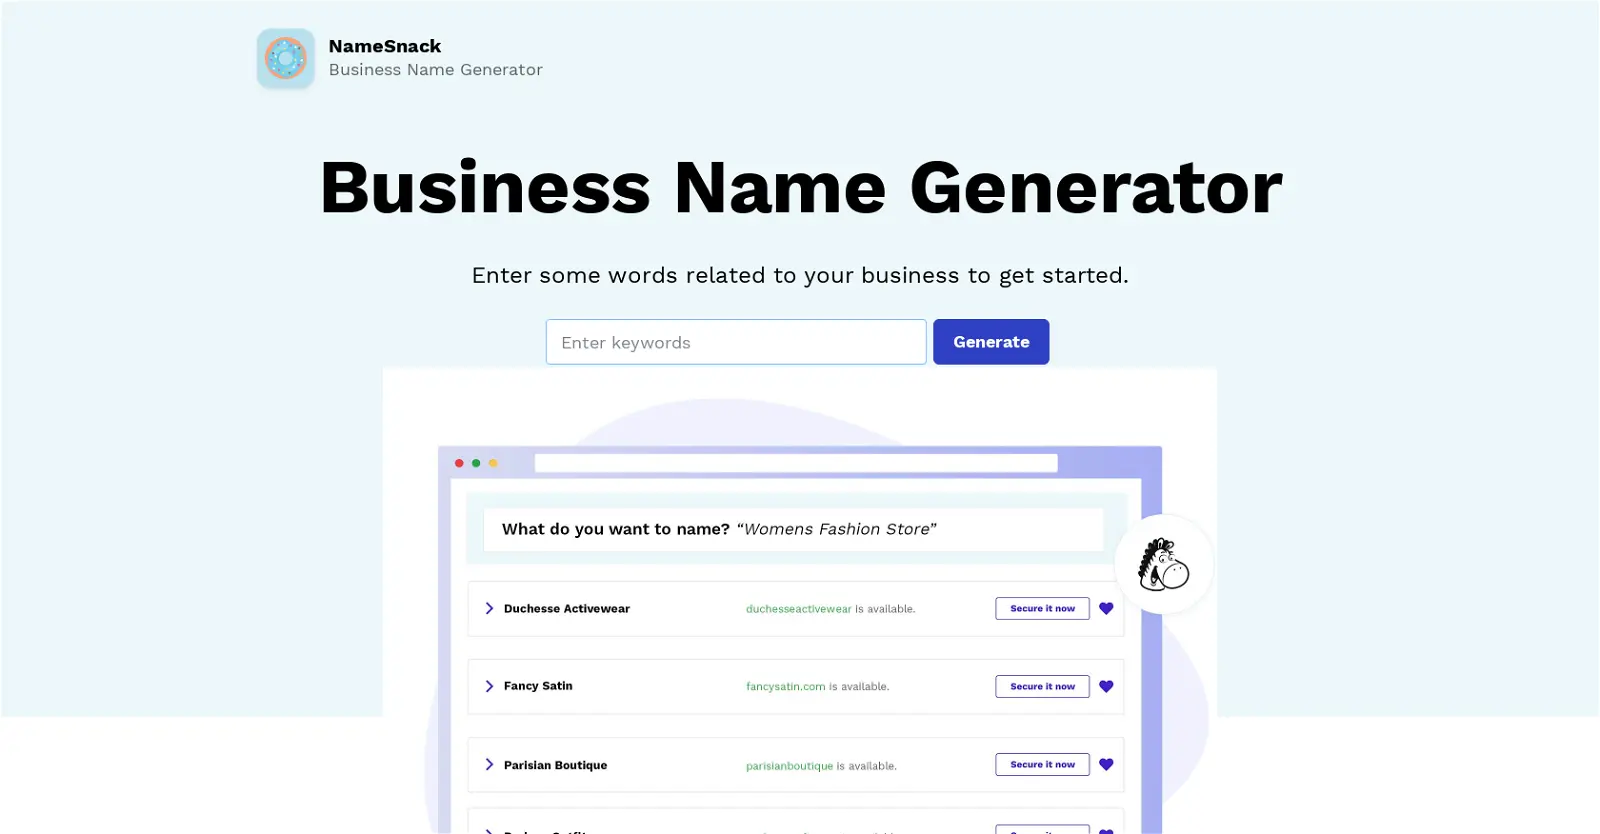 NameSnack
Business Name Generator
Business Name Generator
Enter some words related to your business to get started.
Enter keywords
Generate
What do you want to name? “Womens Fashion Store”
Duchesse Activewear duchesseactivewear is available. Secure it now
Fancy Satin fancysatin.com is available. Secure it now
Parisian Boutique parisianboutique is available. Secure it now